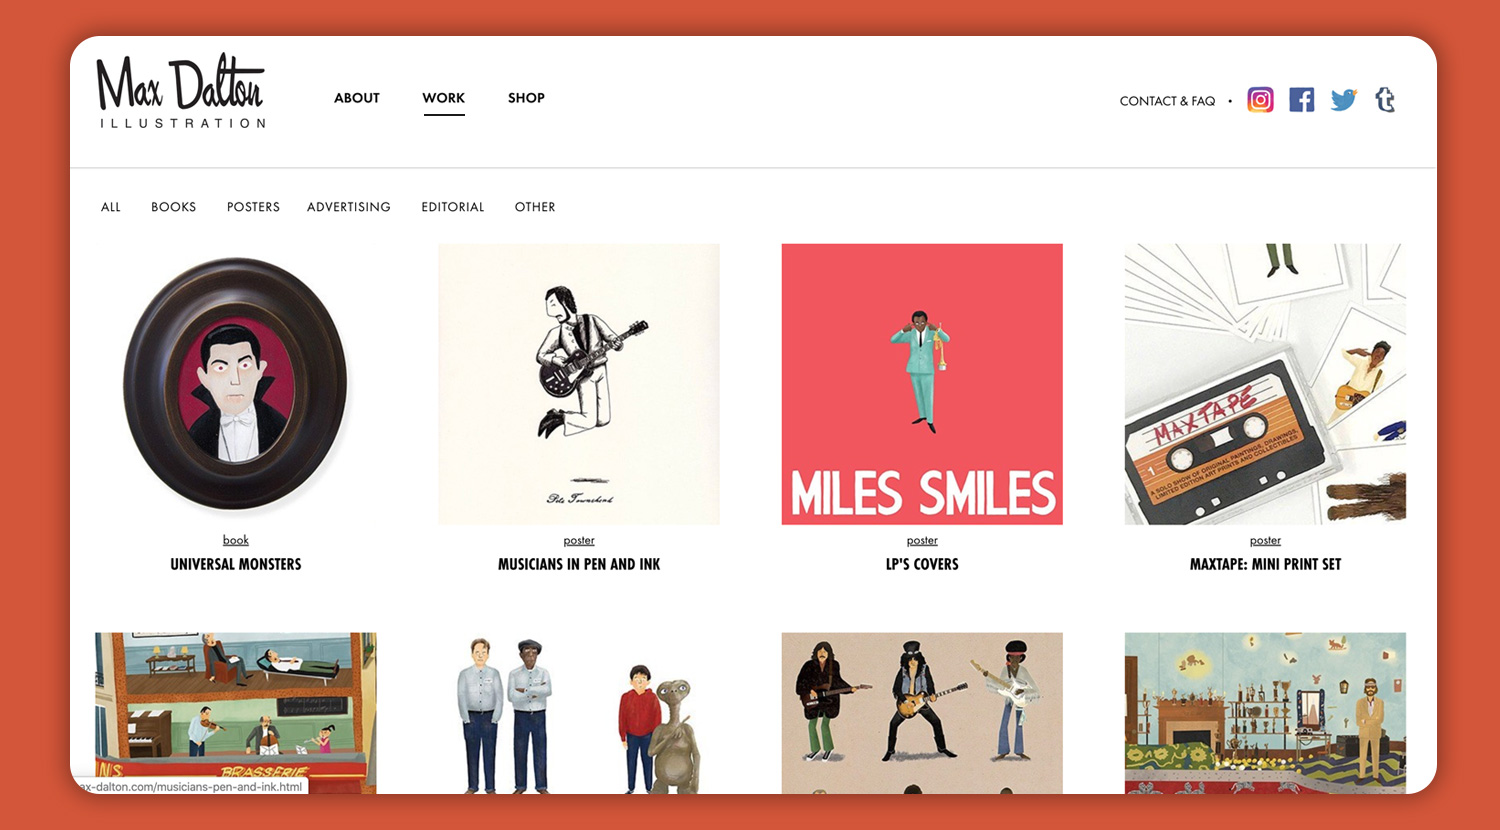 Max Dalton
ILLUSTRATION
ABOUT WORK SHOP
CONTACT & FAQ •
ALL BOOKS POSTERS ADVERTISING EDITORIAL OTHER
Pete Townshend
MILES SMILES
MAXTAPE
1
A SOLO SHOW OF ORIGINAL PAINTINGS, DRAWINGS,
LIMITED EDITION ART PRINTS AND COLLECTIBLES
book
UNIVERSAL MONSTERS
poster
MUSICIANS IN PEN AND INK
poster
LP'S COVERS
poster
MAXTAPE: MINI PRINT SET
BRASSERIE
ax-dalton.com/musicians-pen-and-ink.html